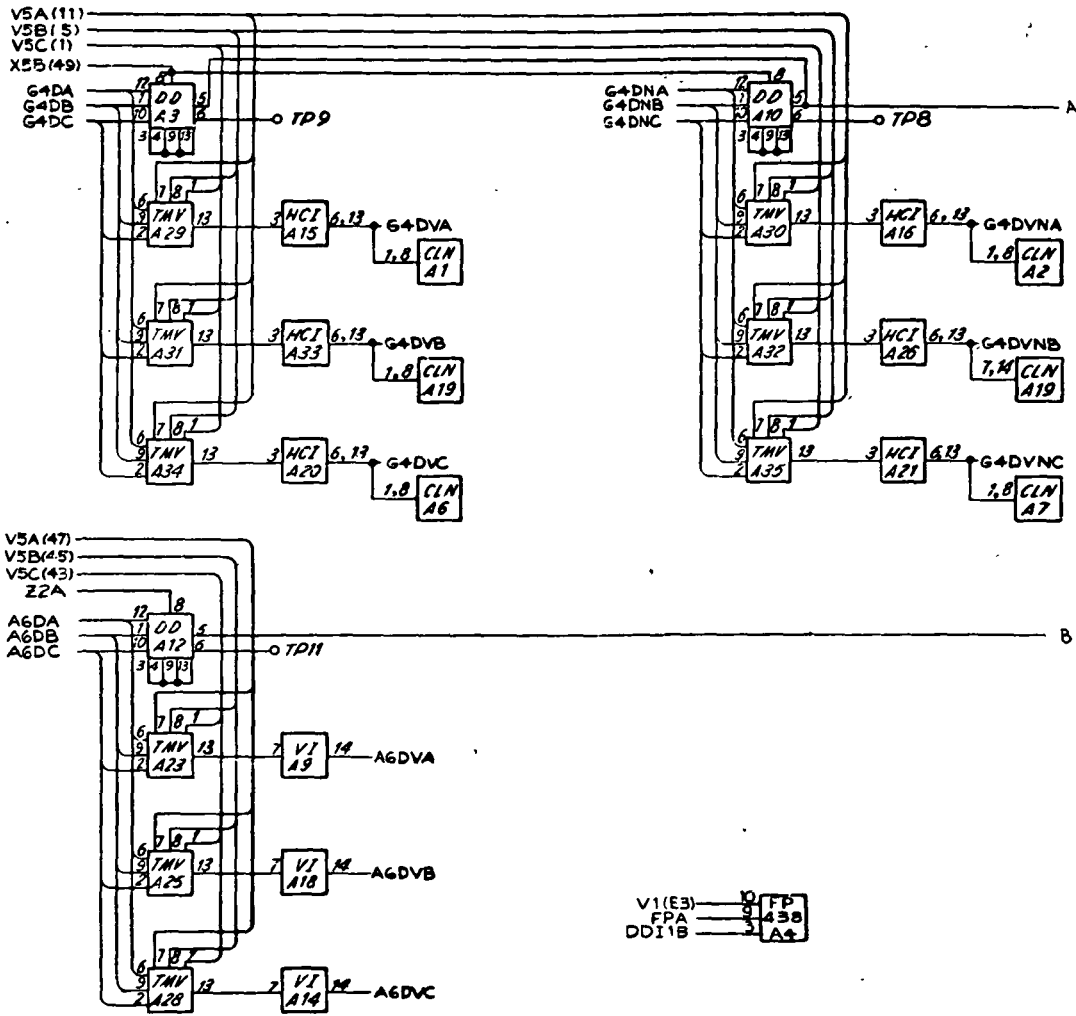 V5A(11)
V5B(5)
V5C(1)
X5B(49)
G4DA
G4DB
G4DC
12 8
1 DD 5
10 A3 6
3 4 9 13
TP9
G4DNA
G4DNB
G4DNC
12 8
1 DD 5
10 A10 6
3 4 9 13
TP8
A
7 8 1
6 TMV
9 A29 13
2
3 HCI 6,13
A15
G4DVA
1,8 CLN
A1
7 8 1
6 TMV
9 A30 13
2
3 HCI 6,13
A16
G4DVNA
1,8 CLN
A2
7 8 1
6 TMV
9 A31 13
2
3 HCI 6,13
A33
G4DVB
1,8 CLN
A19
7 8 1
6 TMV
9 A32 13
2
3 HCI 6,13
A26
G4DVNB
7,14 CLN
A19
7 8 1
6 TMV
9 A34 13
2
3 HCI 6,13
A20
G4DVC
1,8 CLN
A6
7 8 1
6 TMV
9 A35 13
2
3 HCI 6,13
A21
G4DVNC
1,8 CLN
A7
V5A(47)
V5B(45)
V5C(43)
Z2A
A6DA
A6DB
A6DC
12 8
1 DD 5
10 A12 6
3 4 9 13
TP11
B
7 8 1
6 TMV
9 A23 13
2
7 VI 14
A9
A6DVA
7 8 1
6 TMV
9 A25 13
2
7 VI 14
A18
A6DVB
7 8 1
6 TMV
9 A28 13
2
7 VI 14
A14
A6DVC
V1(E3) 10 FP
FPA 9 438
DDI1B 3 A4